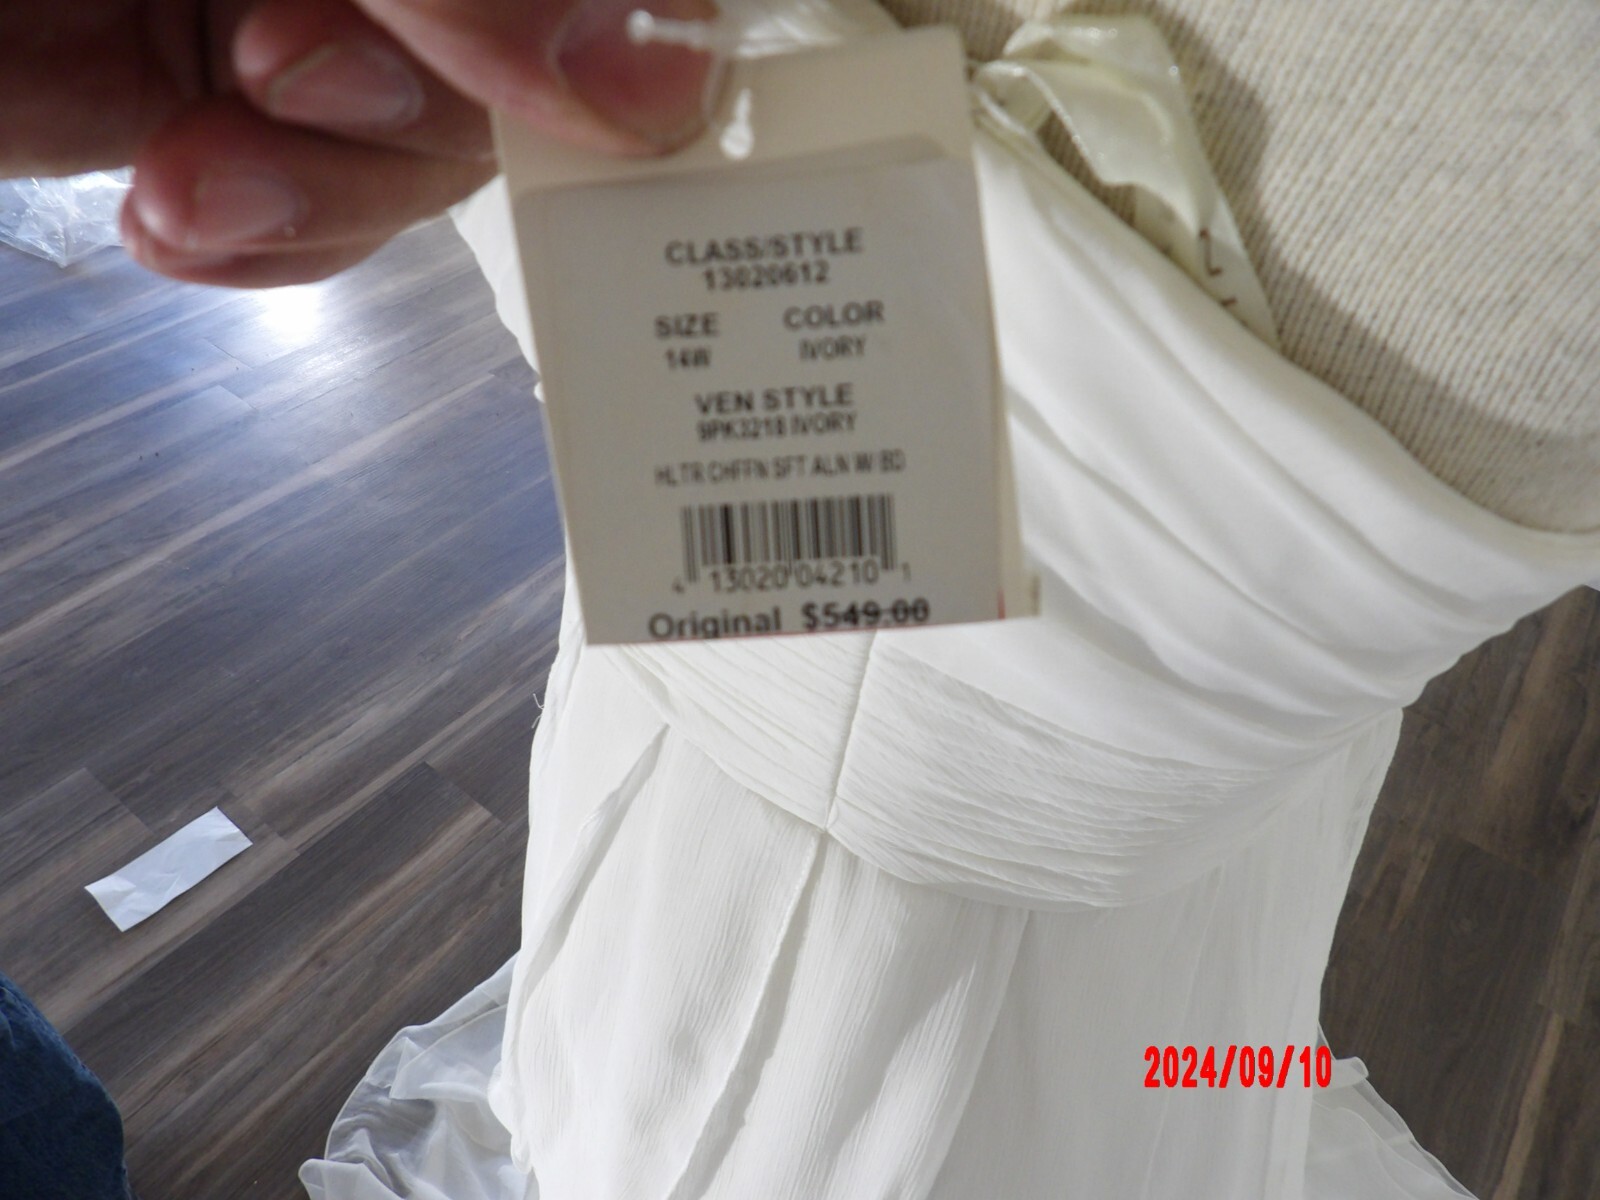 CLASS/STYLE
13020612
SIZE COLOR
14W IVORY
VEN STYLE
9PK3218 IVORY
HLTR CHFFN SFT ALN W/ BD
4 13020 04210 1
Original $549.00
2024/09/10